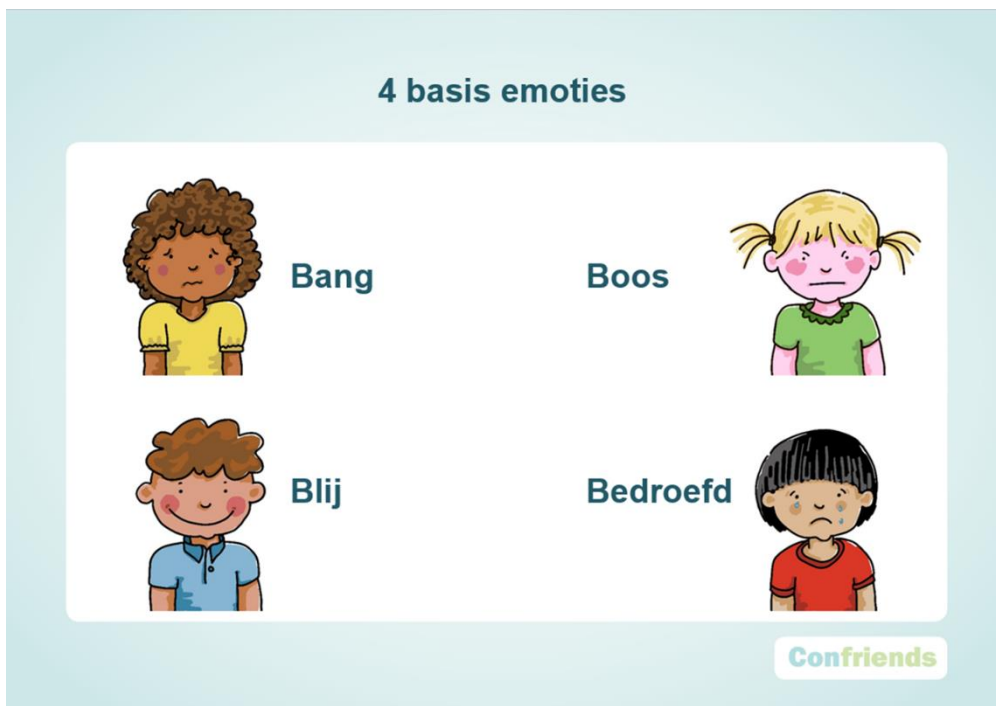 4 basis emoties
Bang
Boos
Blij
Bedroefd
Confriends